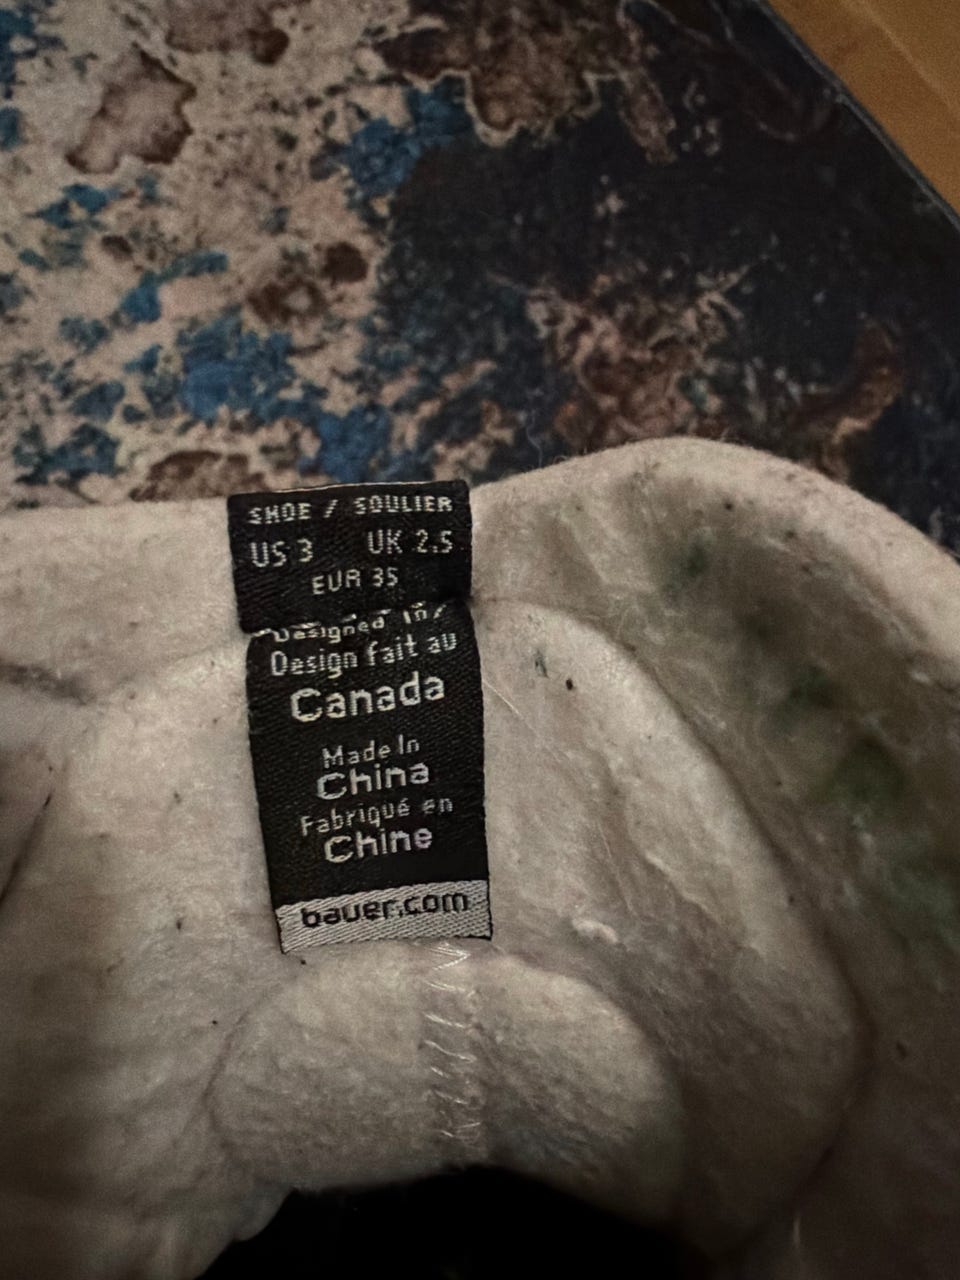 SHOE / SOULIER
US 3 UK 2.5
EUR 35
Designed in/
Design fait au
Canada
Made In
China
Fabriqué en
Chine
bauer.com